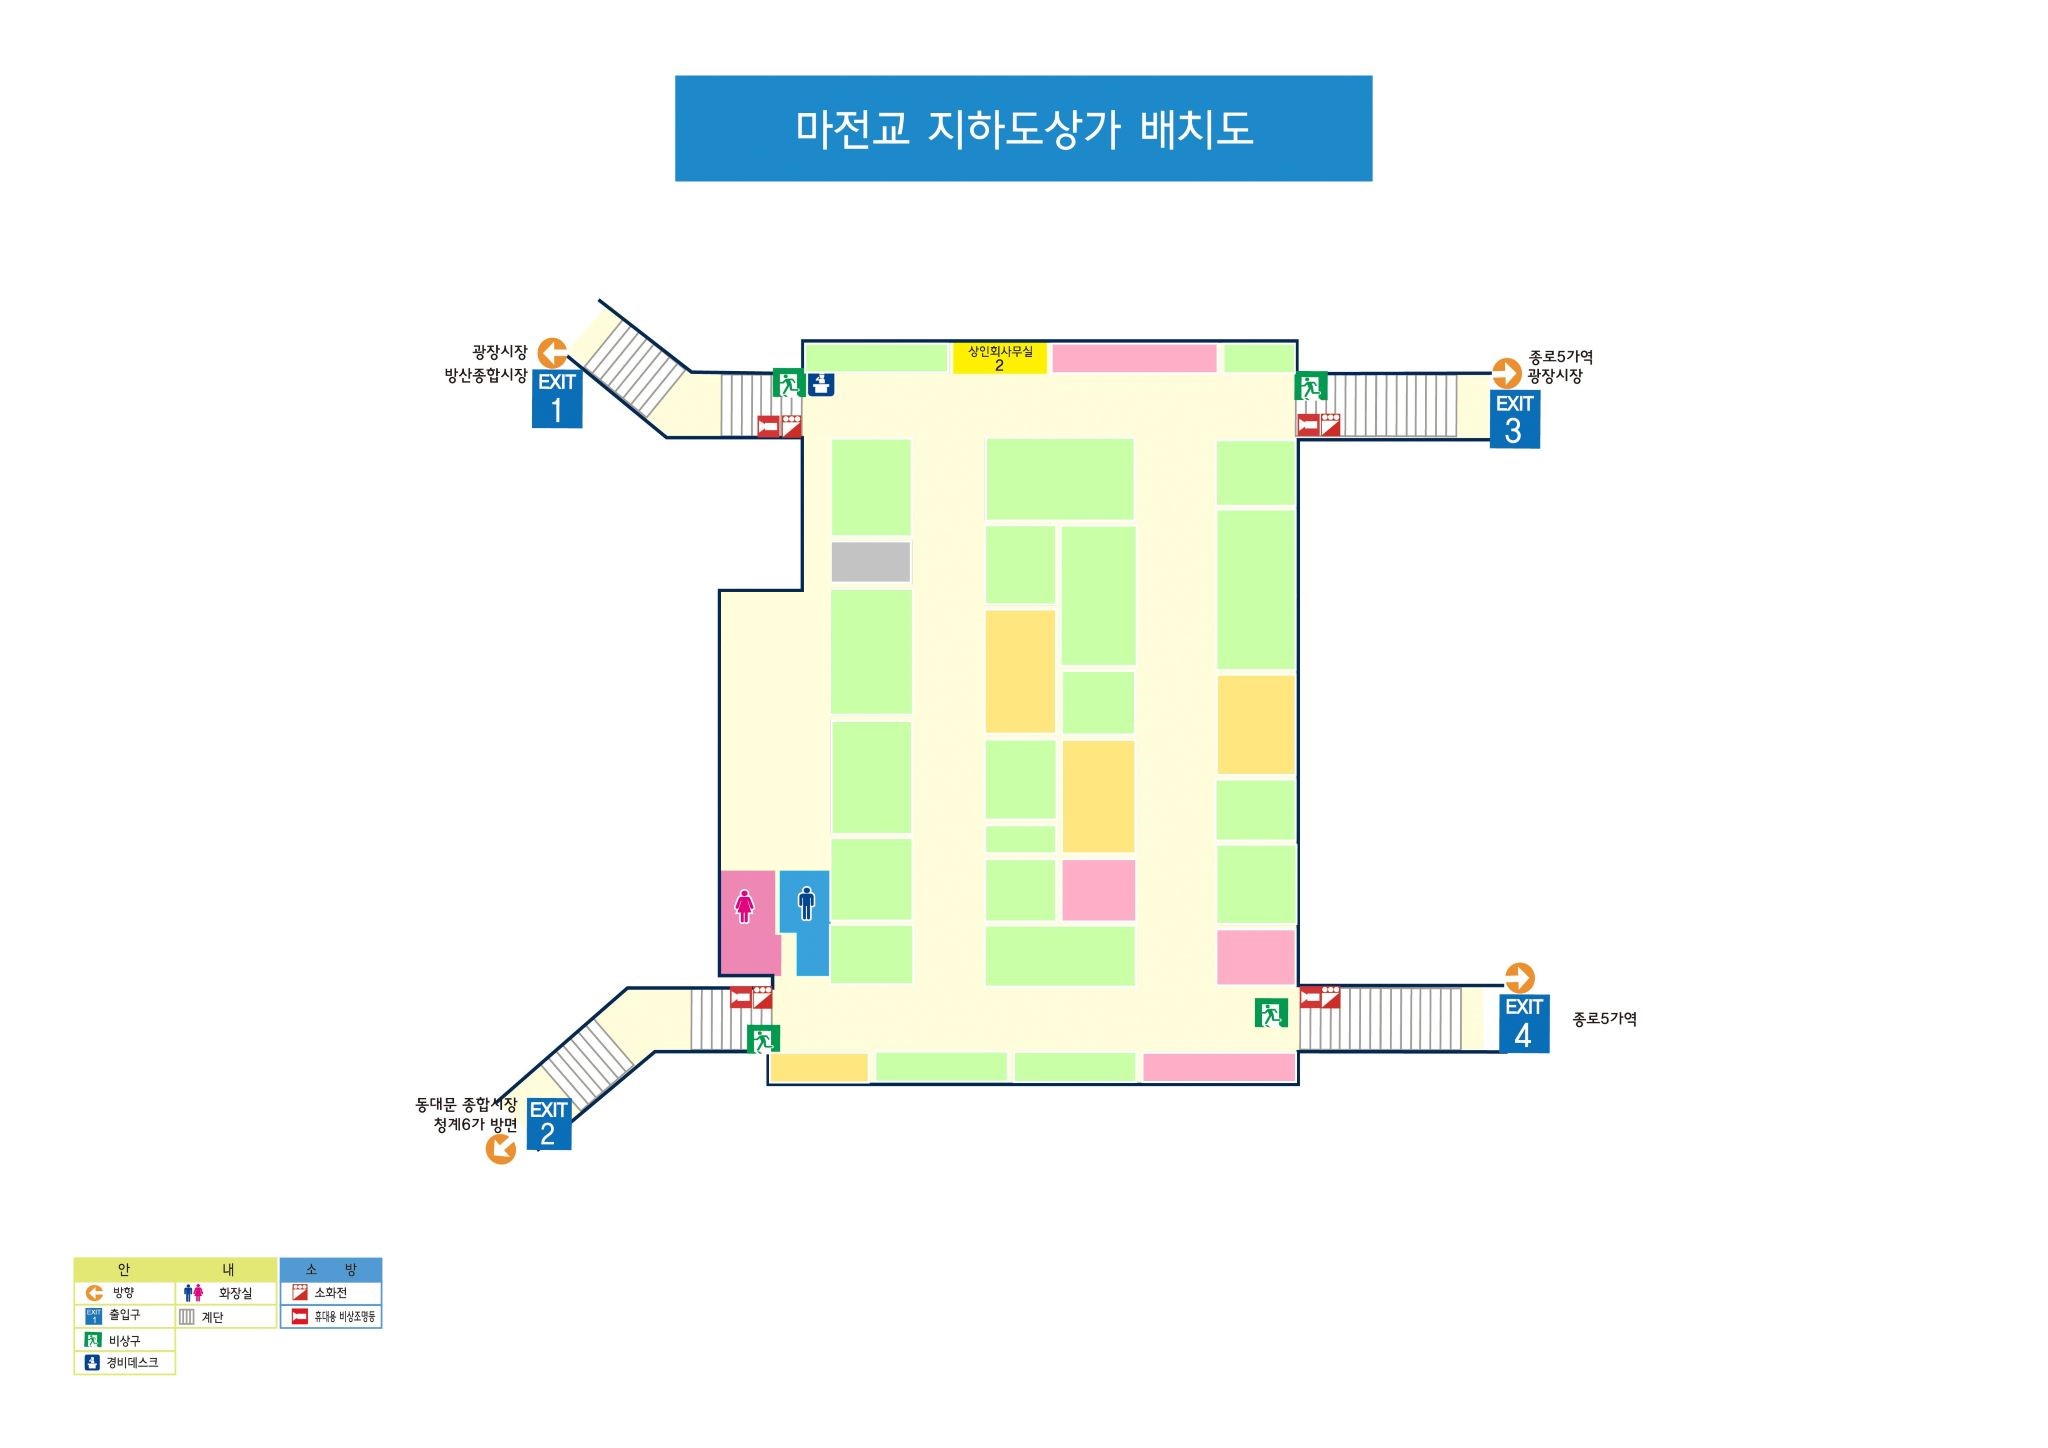 마전교 지하도상가 배치도
광장시장
방산종합시장
EXIT
1
상인회사무실
2
종로5가역
광장시장
EXIT
3
동대문 종합시장
청계6가 방면
EXIT
2
EXIT
4
종로5가역
안 내
소 방
방향
화장실
소화전
EXIT
1
출입구
계단
휴대용 비상조명등
비상구
경비데스크